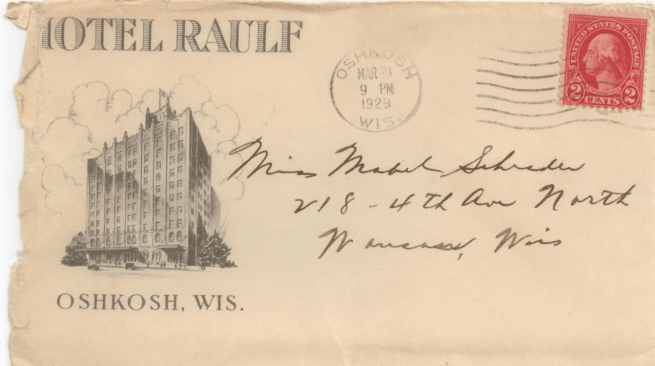 HOTEL RAULF
OSHKOSH
MAR 21
9 PM
1929
WIS.
UNITED STATES POSTAGE
2 CENTS 2
Miss Mabel Schrader
218 - 4th Ave North
Wausau, Wis
OSHKOSH, WIS.